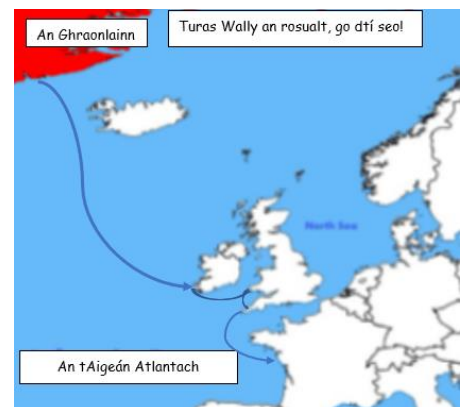 An Ghraonlainn
Turas Wally an rosualt, go dtí seo!
North Sea
An tAigeán Atlantach